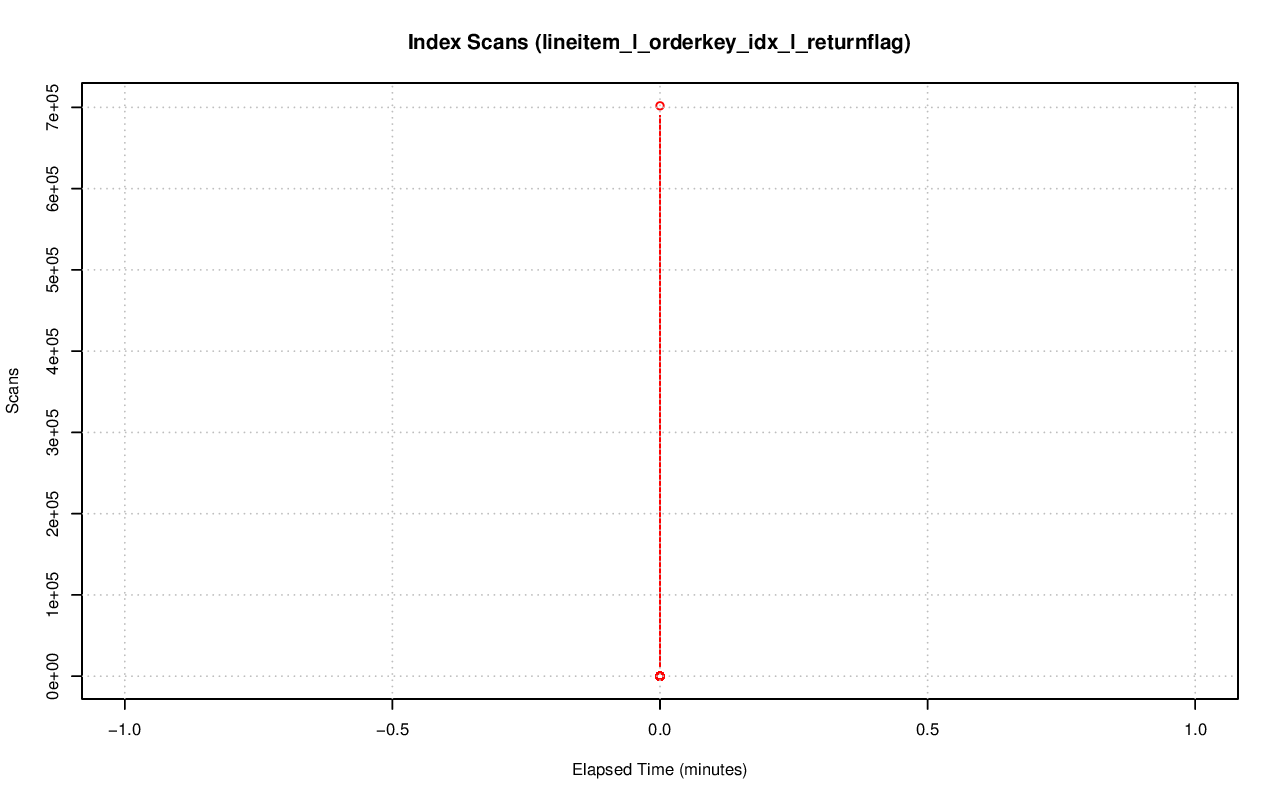 Index Scans (lineitem_l_orderkey_idx_l_returnflag)
Scans
7e+05
6e+05
5e+05
4e+05
3e+05
2e+05
1e+05
0e+00
−1.0
−0.5
0.0
0.5
1.0
Elapsed Time (minutes)